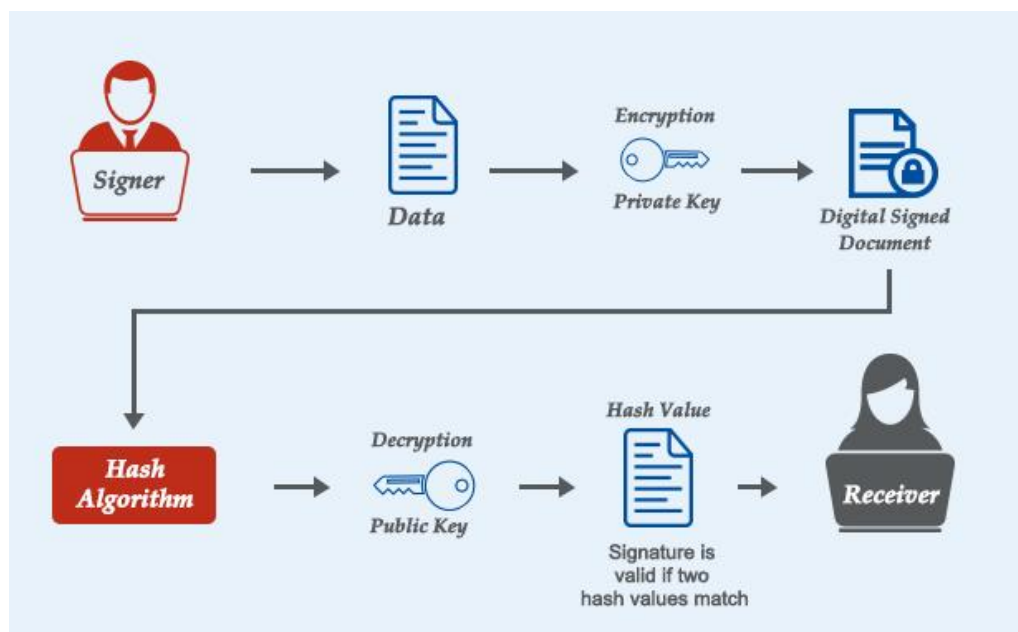 Signer
Data
Encryption
Private Key
Digital Signed
Document
Hash
Algorithm
Decryption
Public Key
Hash Value
Signature is
valid if two
hash values match
Receiver